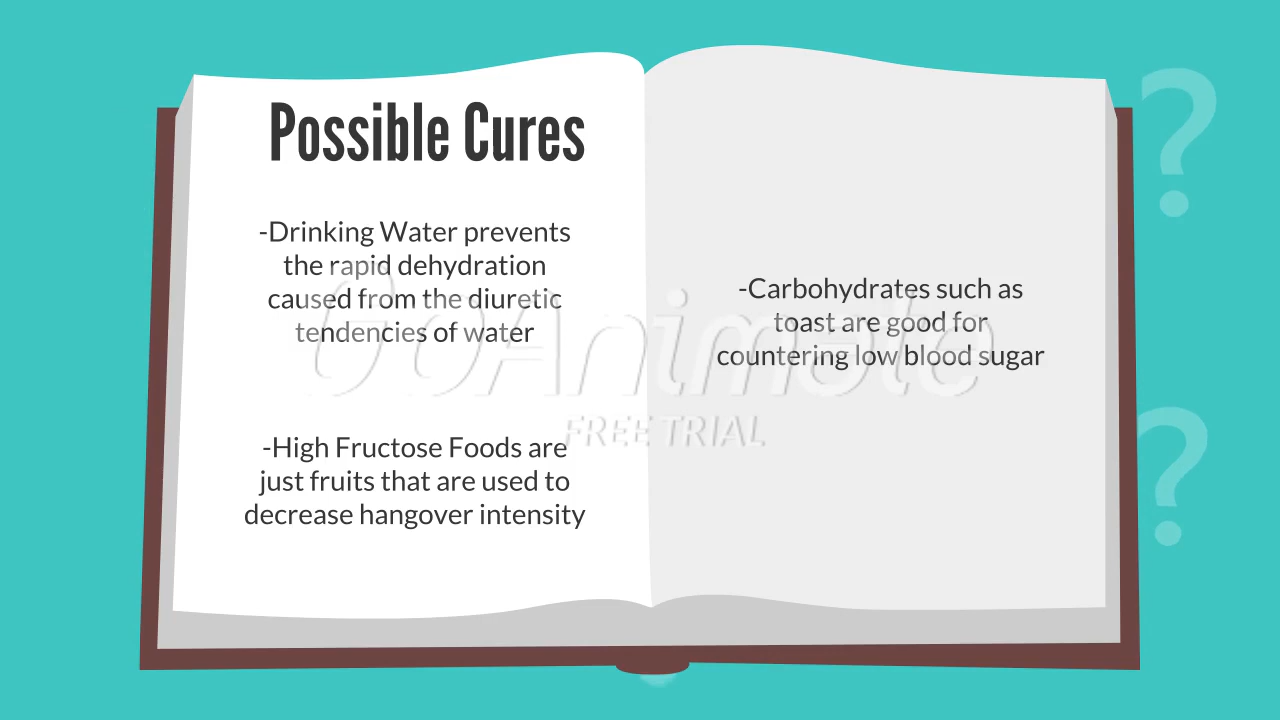 Possible Cures
-Drinking Water prevents
the rapid dehydration
caused from the diuretic
tendencies of water
-High Fructose Foods are
just fruits that are used to
decrease hangover intensity
-Carbohydrates such as
toast are good for
countering low blood sugar
GoAnimate
FREE TRIAL
?
?